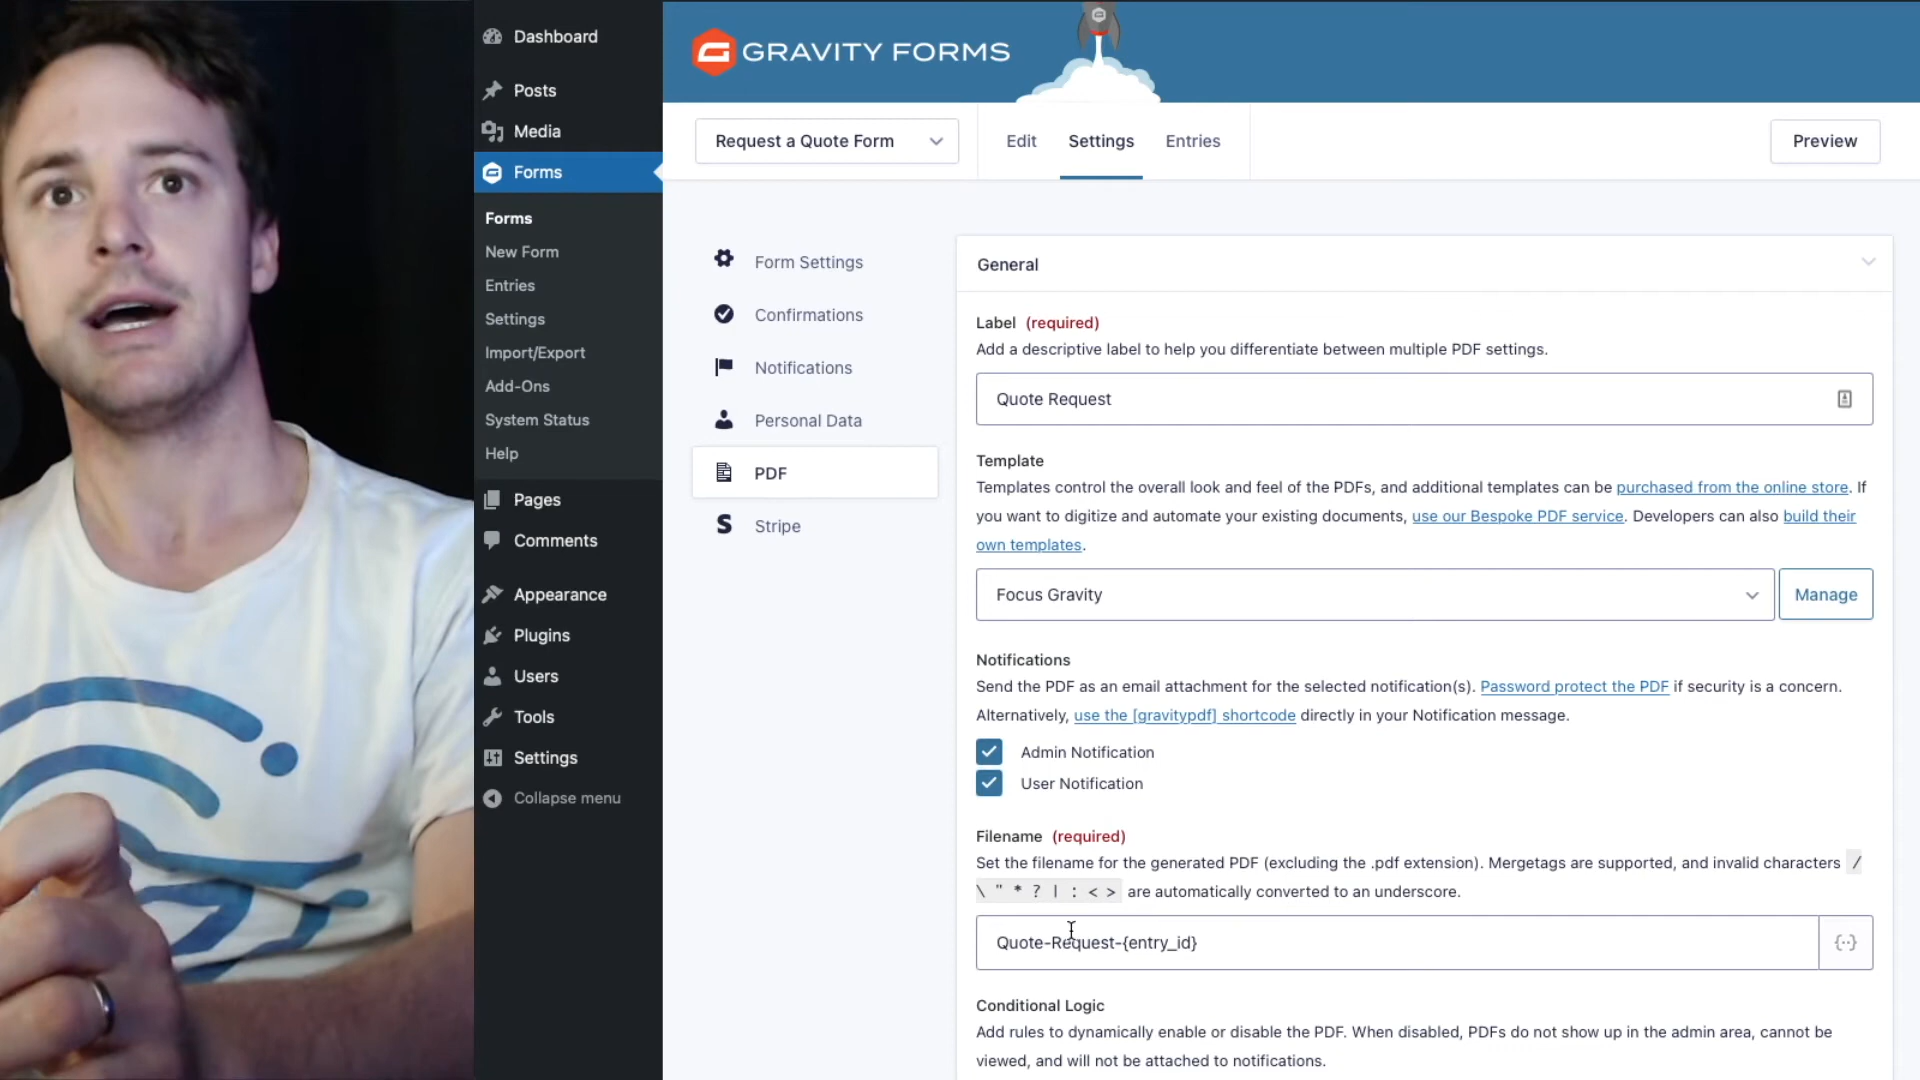 Dashboard
Posts
Media
Forms
Forms
New Form
Entries
Settings
Import/Export
Add-Ons
System Status
Help
Pages
Comments
Appearance
Plugins
Users
Tools
Settings
Collapse menu
GRAVITY FORMS
Request a Quote Form
Edit
Settings
Entries
Preview
Form Settings
Confirmations
Notifications
Personal Data
PDF
Stripe
General
Label (required)
Add a descriptive label to help you differentiate between multiple PDF settings.
Quote Request
Template
Templates control the overall look and feel of the PDFs, and additional templates can be purchased from the online store. If
you want to digitize and automate your existing documents, use our Bespoke PDF service. Developers can also build their
own templates.
Focus Gravity
Manage
Notifications
Send the PDF as an email attachment for the selected notification(s). Password protect the PDF if security is a concern.
Alternatively, use the [gravitypdf] shortcode directly in your Notification message.
Admin Notification
User Notification
Filename (required)
Set the filename for the generated PDF (excluding the .pdf extension). Mergetags are supported, and invalid characters /
\ " * ? | : < > are automatically converted to an underscore.
Quote-Request-{entry_id}
Conditional Logic
Add rules to dynamically enable or disable the PDF. When disabled, PDFs do not show up in the admin area, cannot be
viewed, and will not be attached to notifications.